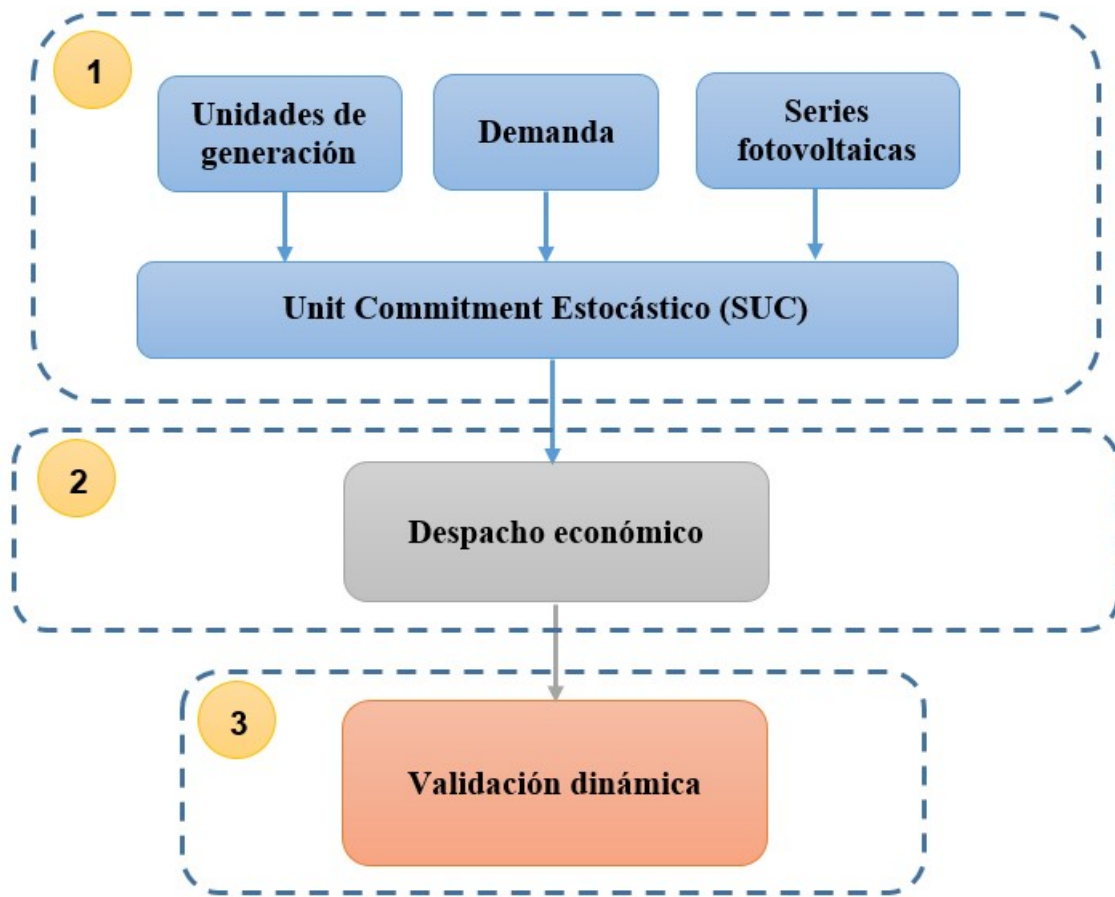 1
Unidades de
generación
Demanda
Series
fotovoltaicas
Unit Commitment Estocástico (SUC)
2
Despacho económico
3
Validación dinámica